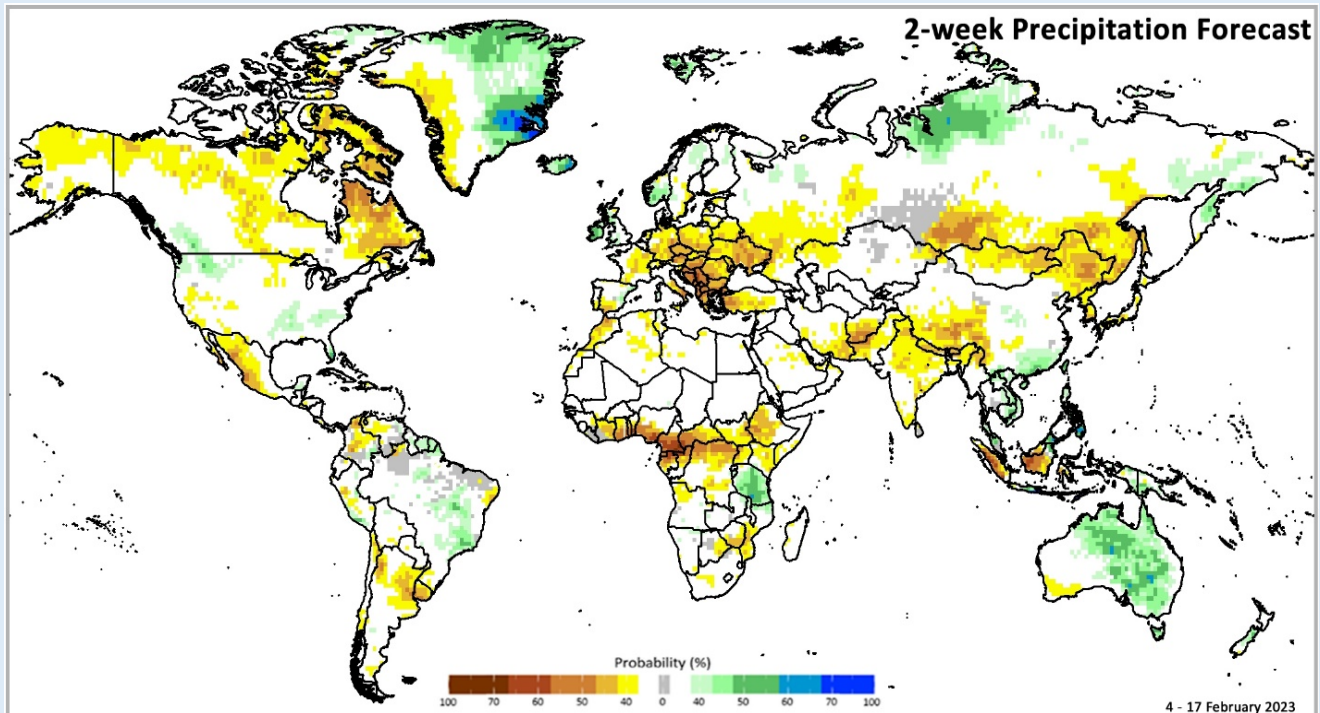 2-week Precipitation Forecast
Probability (%)
100 70 60 50 40 0 40 50 60 70 100
4 - 17 February 2023